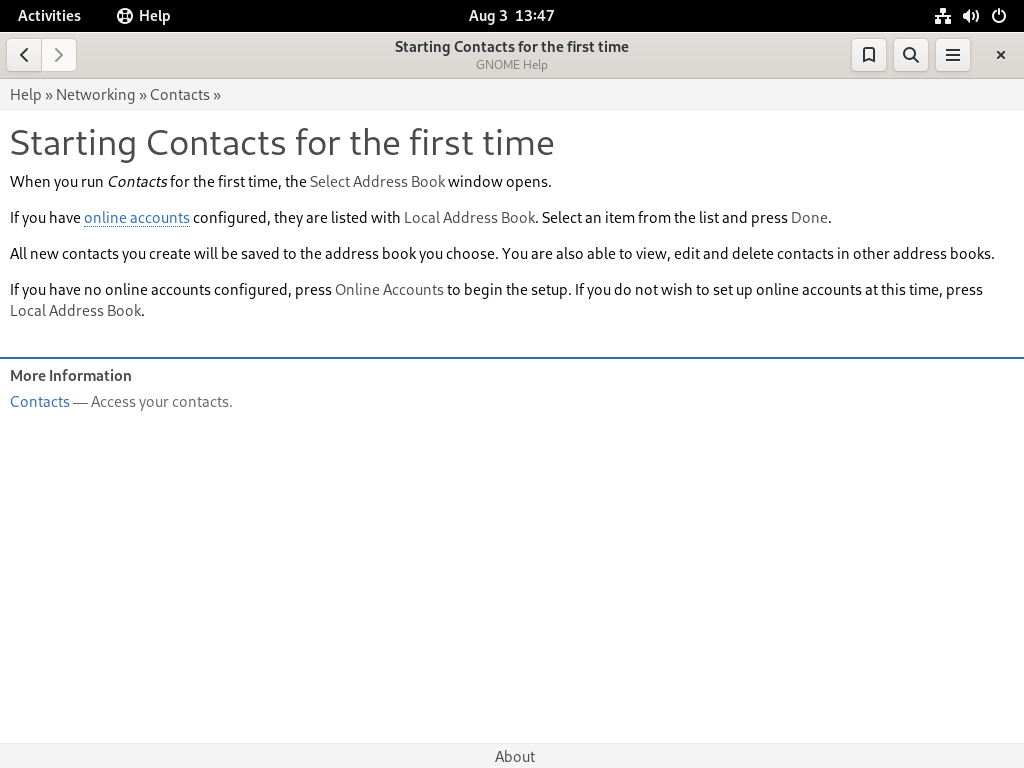 Activities Help Aug 3 13:47
Starting Contacts for the first time
GNOME Help
Help » Networking » Contacts »
Starting Contacts for the first time
When you run Contacts for the first time, the Select Address Book window opens.
If you have online accounts configured, they are listed with Local Address Book. Select an item from the list and press Done.
All new contacts you create will be saved to the address book you choose. You are also able to view, edit and delete contacts in other address books.
If you have no online accounts configured, press Online Accounts to begin the setup. If you do not wish to set up online accounts at this time, press
Local Address Book.
More Information
Contacts — Access your contacts.
About